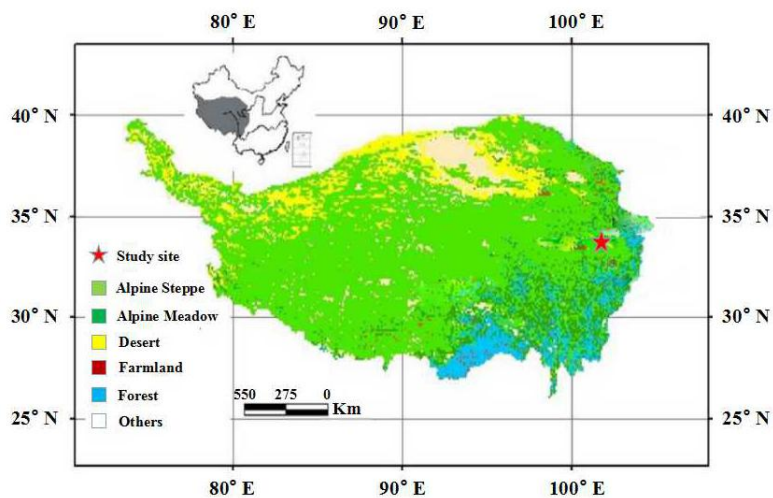 80° E 90° E 100° E
40° N 40° N
35° N 35° N
Study site
Alpine Steppe
30° N Alpine Meadow 30° N
Desert
Farmland
Forest 550 275 0
Km
25° N Others 25° N
80° E 90° E 100° E